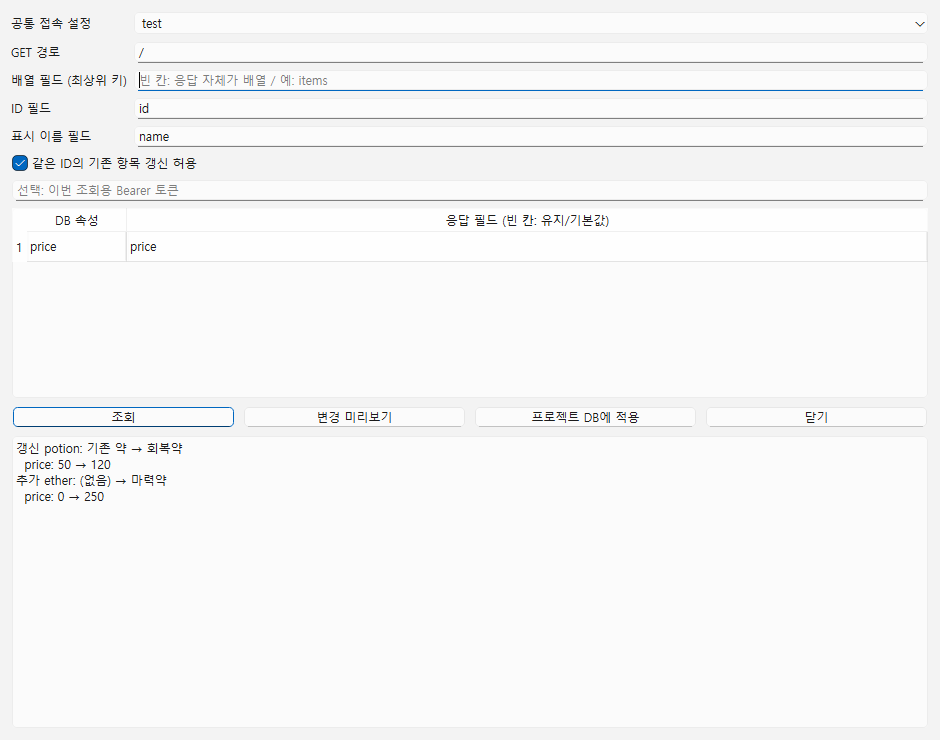 공통 접속 설정 test
GET 경로 /
배열 필드 (최상위 키) 빈 칸: 응답 자체가 배열 / 예: items
ID 필드 id
표시 이름 필드 name
같은 ID의 기존 항목 갱신 허용
선택: 이번 조회용 Bearer 토큰
DB 속성 응답 필드 (빈 칸: 유지/기본값)
1 price price
조회 변경 미리보기 프로젝트 DB에 적용 닫기
갱신 potion: 기존 약 → 회복약
price: 50 → 120
추가 ether: (없음) → 마력약
price: 0 → 250